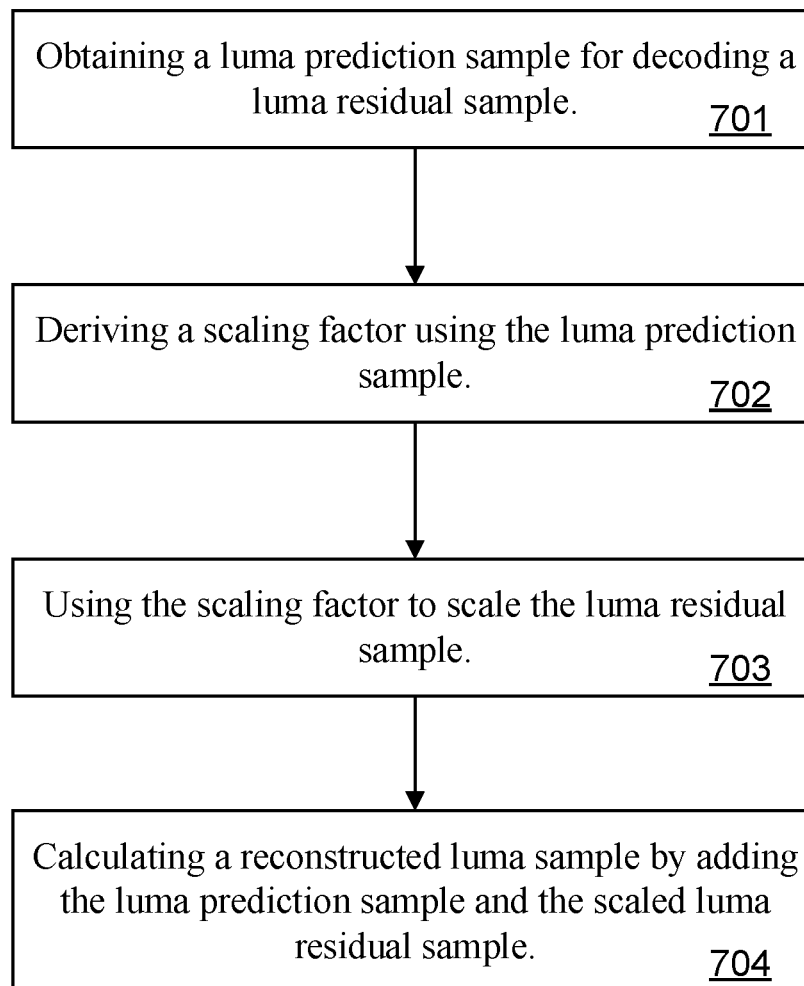 Obtaining a luma prediction sample for decoding a
luma residual sample.
701
Deriving a scaling factor using the luma prediction
sample.
702
Using the scaling factor to scale the luma residual
sample.
703
Calculating a reconstructed luma sample by adding
the luma prediction sample and the scaled luma
residual sample.
704